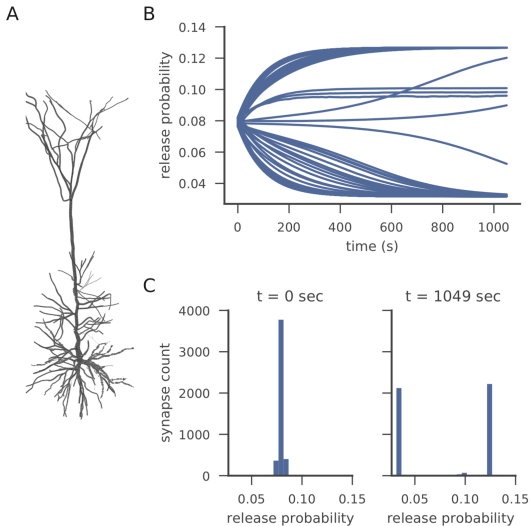 A
B
release probability
0.14
0.12
0.10
0.08
0.06
0.04
0 200 400 600 800 1000
time (s)
C
t = 0 sec t = 1049 sec
synapse count
4000
3000
2000
1000
0
0.05 0.10 0.15 0.05 0.10 0.15
release probability release probability